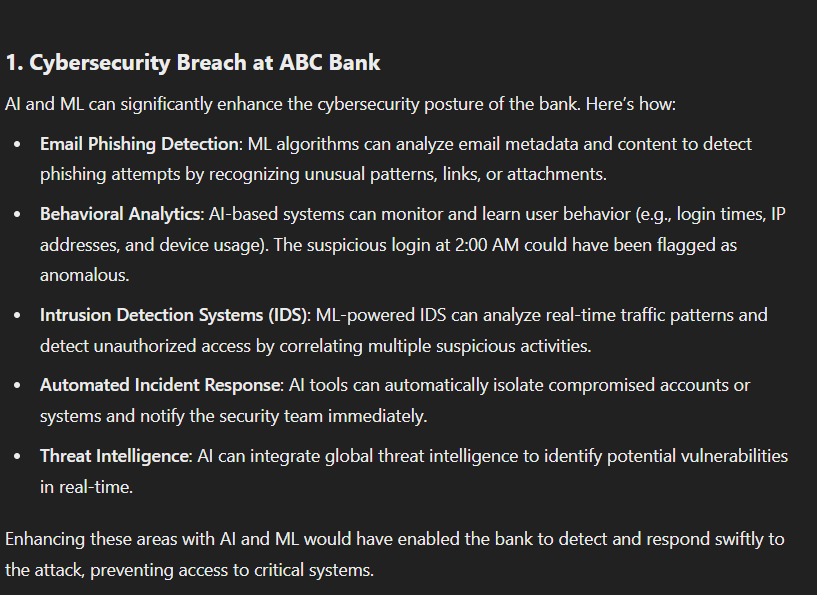 1. Cybersecurity Breach at ABC Bank
AI and ML can significantly enhance the cybersecurity posture of the bank. Here’s how:
• Email Phishing Detection: ML algorithms can analyze email metadata and content to detect
phishing attempts by recognizing unusual patterns, links, or attachments.
• Behavioral Analytics: AI-based systems can monitor and learn user behavior (e.g., login times, IP
addresses, and device usage). The suspicious login at 2:00 AM could have been flagged as
anomalous.
• Intrusion Detection Systems (IDS): ML-powered IDS can analyze real-time traffic patterns and
detect unauthorized access by correlating multiple suspicious activities.
• Automated Incident Response: AI tools can automatically isolate compromised accounts or
systems and notify the security team immediately.
• Threat Intelligence: AI can integrate global threat intelligence to identify potential vulnerabilities
in real-time.
Enhancing these areas with AI and ML would have enabled the bank to detect and respond swiftly to
the attack, preventing access to critical systems.